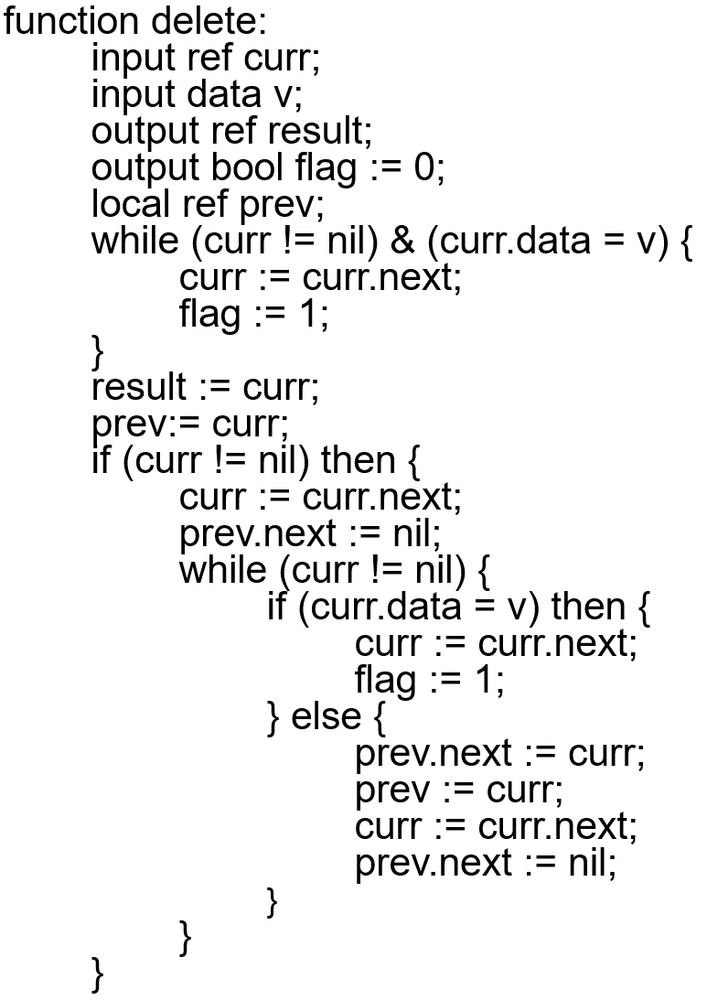 function delete:
input ref curr;
input data v;
output ref result;
output bool flag := 0;
local ref prev;
while (curr != nil) & (curr.data = v) {
curr := curr.next;
flag := 1;
}
result := curr;
prev:= curr;
if (curr != nil) then {
curr := curr.next;
prev.next := nil;
while (curr != nil) {
if (curr.data = v) then {
curr := curr.next;
flag := 1;
} else {
prev.next := curr;
prev := curr;
curr := curr.next;
prev.next := nil;
}
}
}